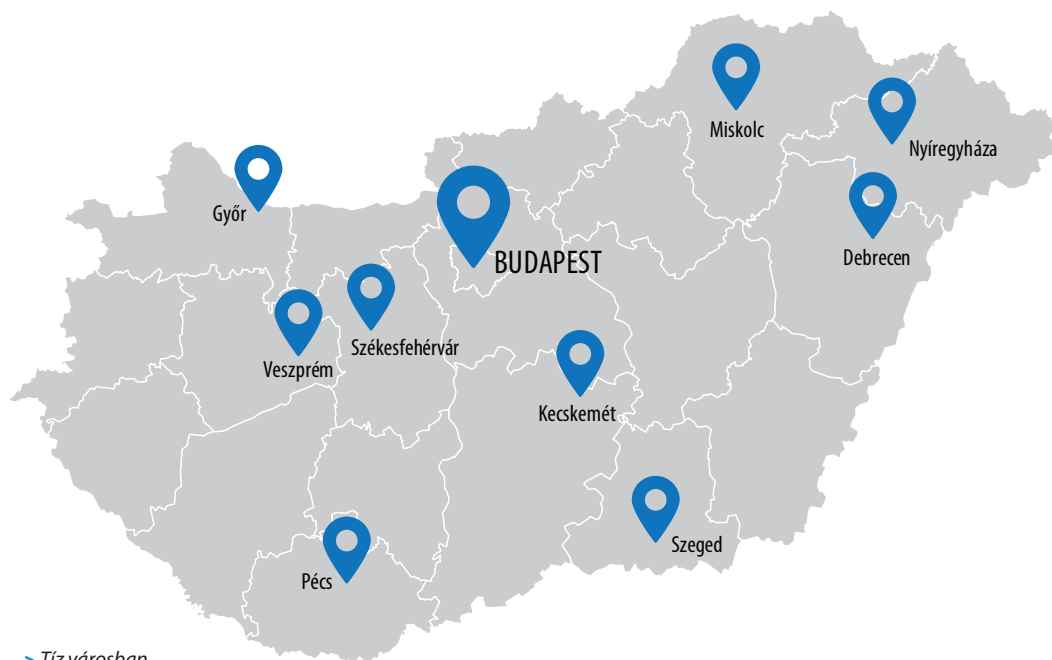 Miskolc
Nyíregyháza
Győr
Debrecen
BUDAPEST
Székesfehérvár
Veszprém
Kecskemét
Szeged
Pécs
> Tíz városban